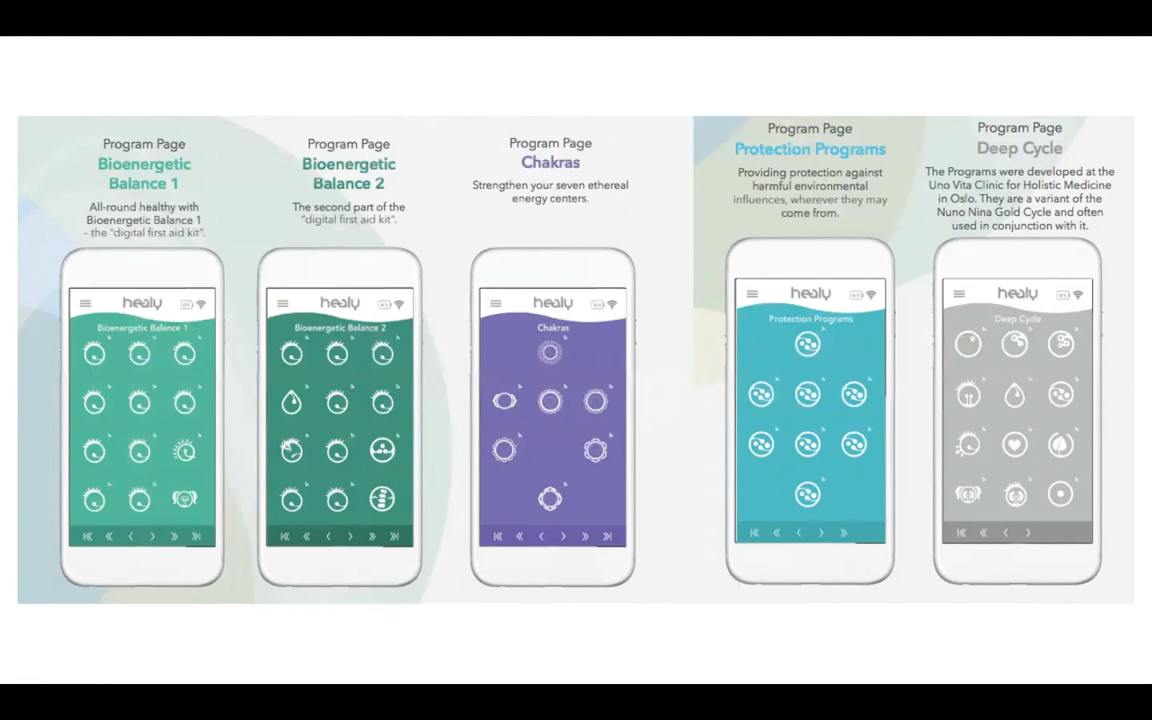 Program Page
Bioenergetic
Balance 1
All-round healthy with
Bioenergetic Balance 1
- the “digital first aid kit”.
healy
Bioenergetic Balance 1
Program Page
Bioenergetic
Balance 2
The second part of the
“digital first aid kit”.
healy
Bioenergetic Balance 2
Program Page
Chakras
Strengthen your seven ethereal
energy centers.
healy
Chakras
Program Page
Protection Programs
Providing protection against
harmful environmental
influences, wherever they may
come from.
healy
Protection Programs
Program Page
Deep Cycle
The Programs were developed at the
Uno Vita Clinic for Holistic Medicine
in Oslo. They are a variant of the
Nuno Nina Gold Cycle and often
used in conjunction with it.
healy
Deep Cycle